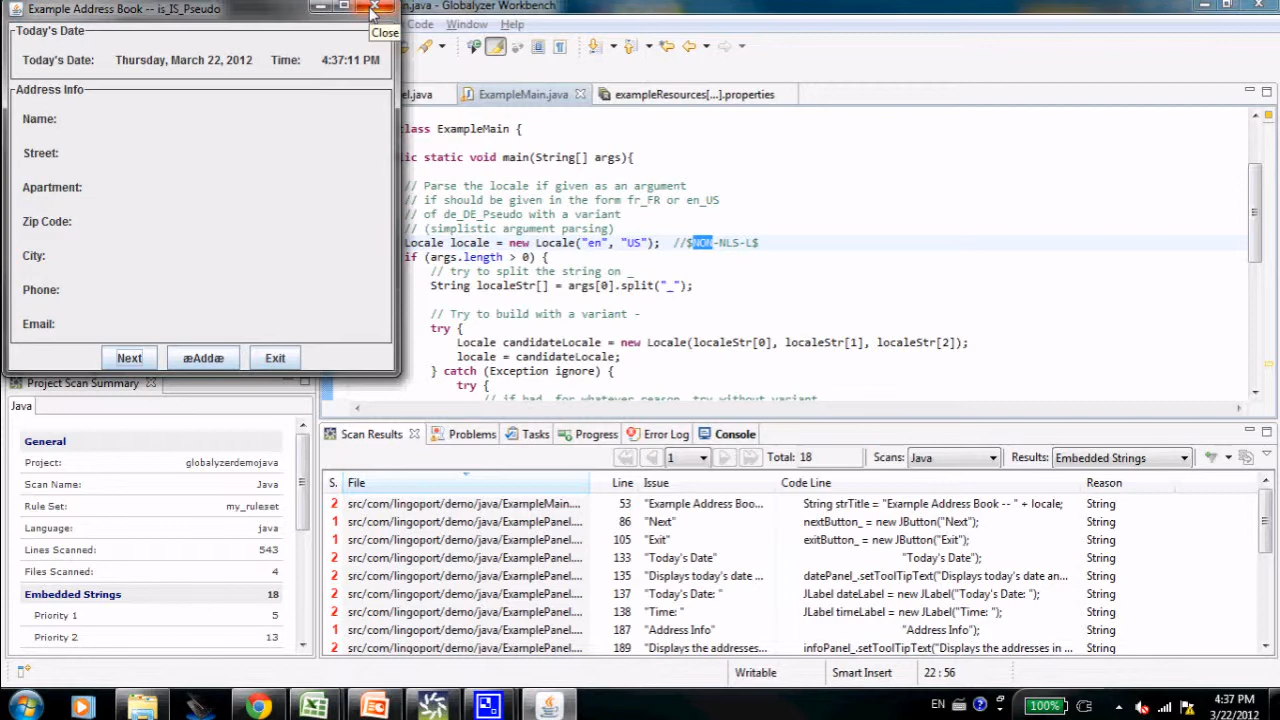 Example Address Book -- is_IS_Pseudo
n.java - Globalyzer Workbench
Close
Code Window Help
Today's Date
Today's Date: Thursday, March 22, 2012 Time: 4:37:11 PM
Address Info
Name:
Street:
Apartment:
Zip Code:
City:
Phone:
Email:
Next æAddæ Exit
el.java ExampleMain.java exampleResources[...].properties
class ExampleMain {
lic static void main(String[] args){
// Parse the locale if given as an argument
// if should be given in the form fr_FR or en_US
// of de_DE_Pseudo with a variant
// (simplistic argument parsing)
Locale locale = new Locale("en", "US"); //$NON-NLS-L$
if (args.length > 0) {
// try to split the string on _
String localeStr[] = args[0].split("_");
// Try to build with a variant -
try {
Locale candidateLocale = new Locale(localeStr[0], localeStr[1], localeStr[2]);
locale = candidateLocale;
} catch (Exception ignore) {
try {
// if bad, for whatever reason, try without variant
Project Scan Summary
Java
General
Project: globalyzerdemojava
Scan Name: Java
Rule Set: my_ruleset
Language: java
Lines Scanned: 543
Files Scanned: 4
Embedded Strings 18
Priority 1 5
Priority 2 13
Scan Results Problems Tasks Progress Error Log Console
1 Total: 18 Scans: Java Results: Embedded Strings
S. File Line Issue Code Line Reason
2 src/com/lingoport/demo/java/ExampleMain.... 53 "Example Address Boo... String strTitle = "Example Address Book -- " + locale; String
1 src/com/lingoport/demo/java/ExamplePanel.... 86 "Next" nextButton_ = new JButton("Next"); String
1 src/com/lingoport/demo/java/ExamplePanel.... 105 "Exit" exitButton_ = new JButton("Exit"); String
2 src/com/lingoport/demo/java/ExamplePanel.... 133 "Today's Date" "Today's Date"); String
2 src/com/lingoport/demo/java/ExamplePanel.... 135 "Displays today's date ... datePanel_.setToolTipText("Displays today's date an... String
2 src/com/lingoport/demo/java/ExamplePanel.... 137 "Today's Date: " JLabel dateLabel = new JLabel("Today's Date: "); String
2 src/com/lingoport/demo/java/ExamplePanel.... 138 "Time: " JLabel timeLabel = new JLabel("Time: "); String
1 src/com/lingoport/demo/java/ExamplePanel.... 187 "Address Info" "Address Info"); String
2 src/com/lingoport/demo/java/ExamplePanel.... 189 "Displays the addresses... infoPanel_.setToolTipText("Displays the addresses in ... String
Writable Smart Insert 22 : 56
EN 100% 4:37 PM
3/22/2012